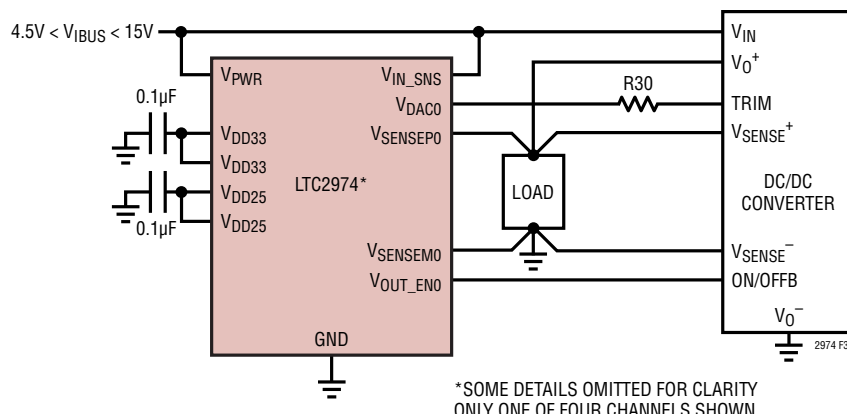 4.5V < VIBUS < 15V
VPWR
VIN_SNS
VIN
VO+
0.1µF
VDAC0
R30
TRIM
VDD33
VSENSEP0
VSENSE+
VDD33
VDD25
LTC2974*
LOAD
DC/DC
CONVERTER
VDD25
0.1µF
VSENSEM0
VSENSE−
VOUT_EN0
ON/OFFB
VO−
GND
2974 F3
*SOME DETAILS OMITTED FOR CLARITY
ONLY ONE OF FOUR CHANNELS SHOWN